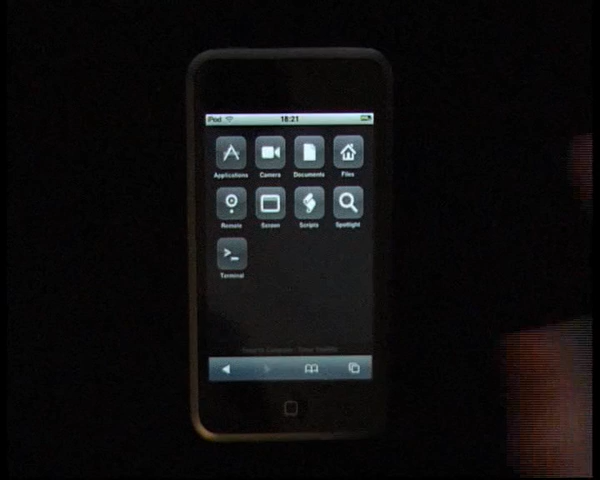 iPod 18:21
Applications Camera Documents Files
Remote Screen Scripts Spotlight
Terminal